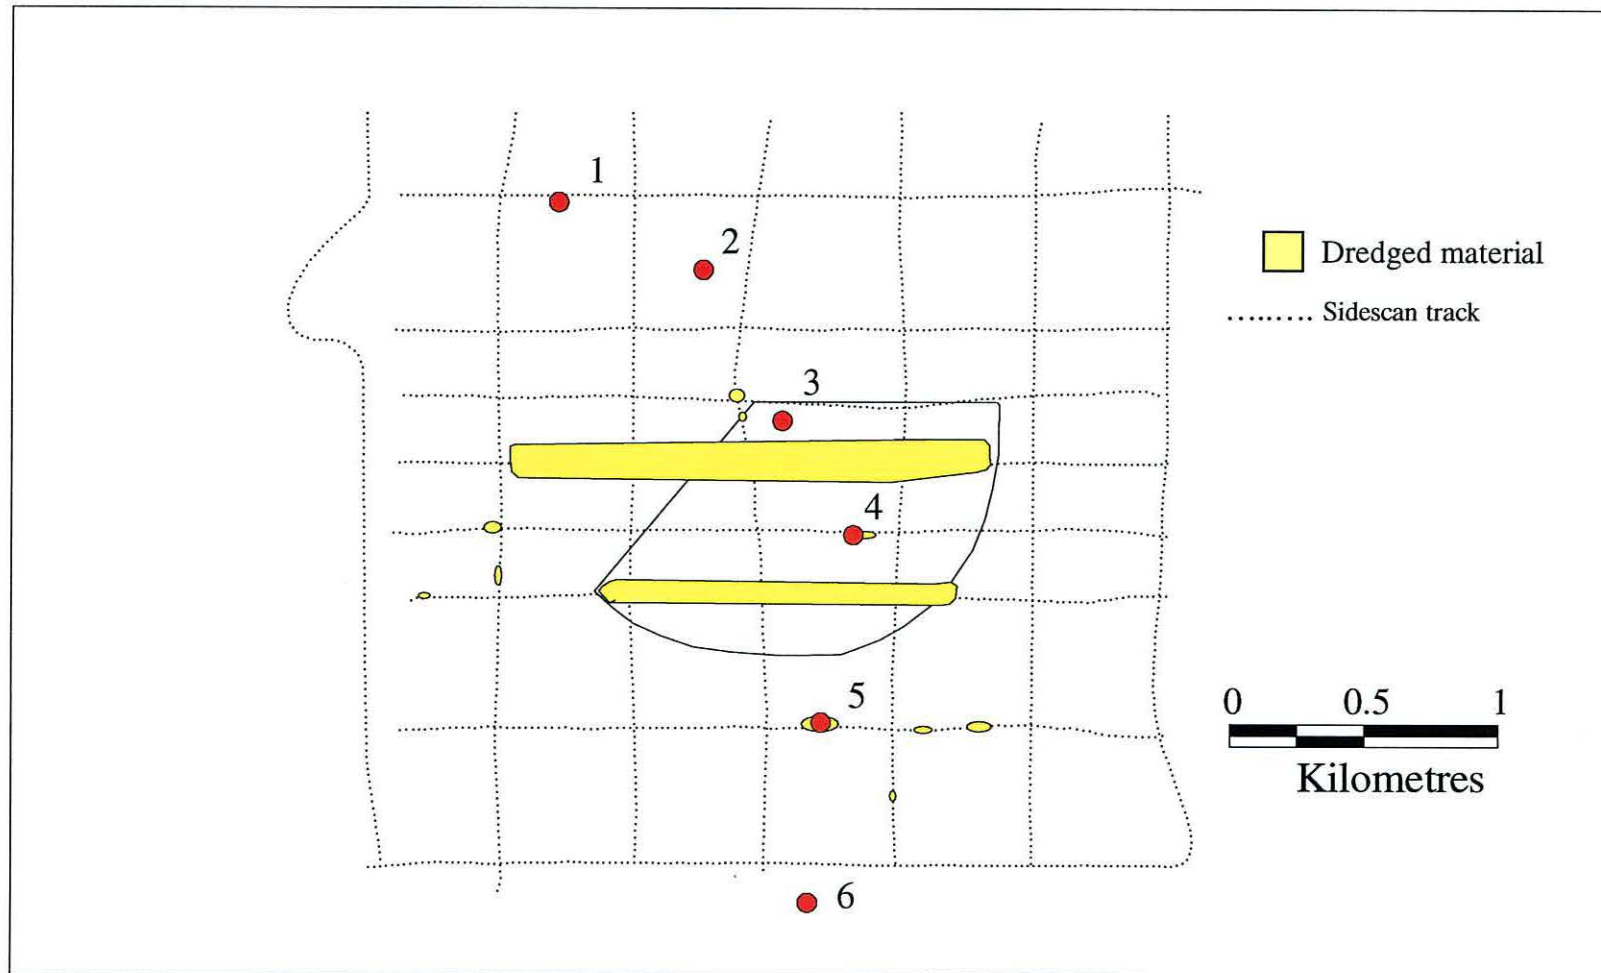 1
2
Dredged material
........ Sidescan track
3
4
5
0 0.5 1
Kilometres
6